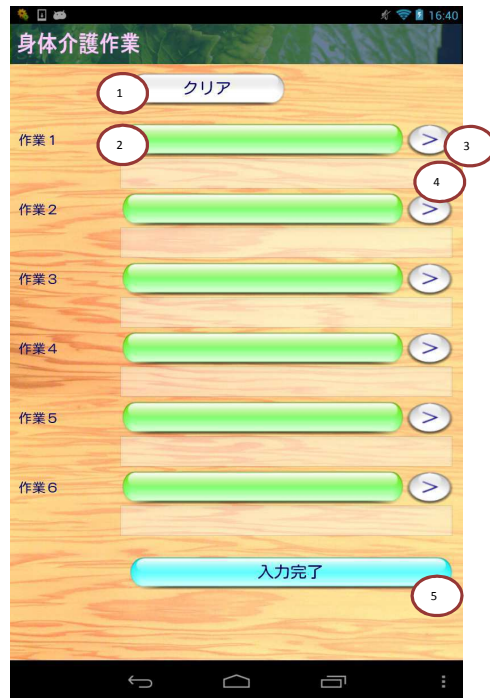 16:40
身体介護作業
1 クリア
作業1 2 > 3
4
作業2 >
作業3 >
作業4 >
作業5 >
作業6 >
入力完了
5